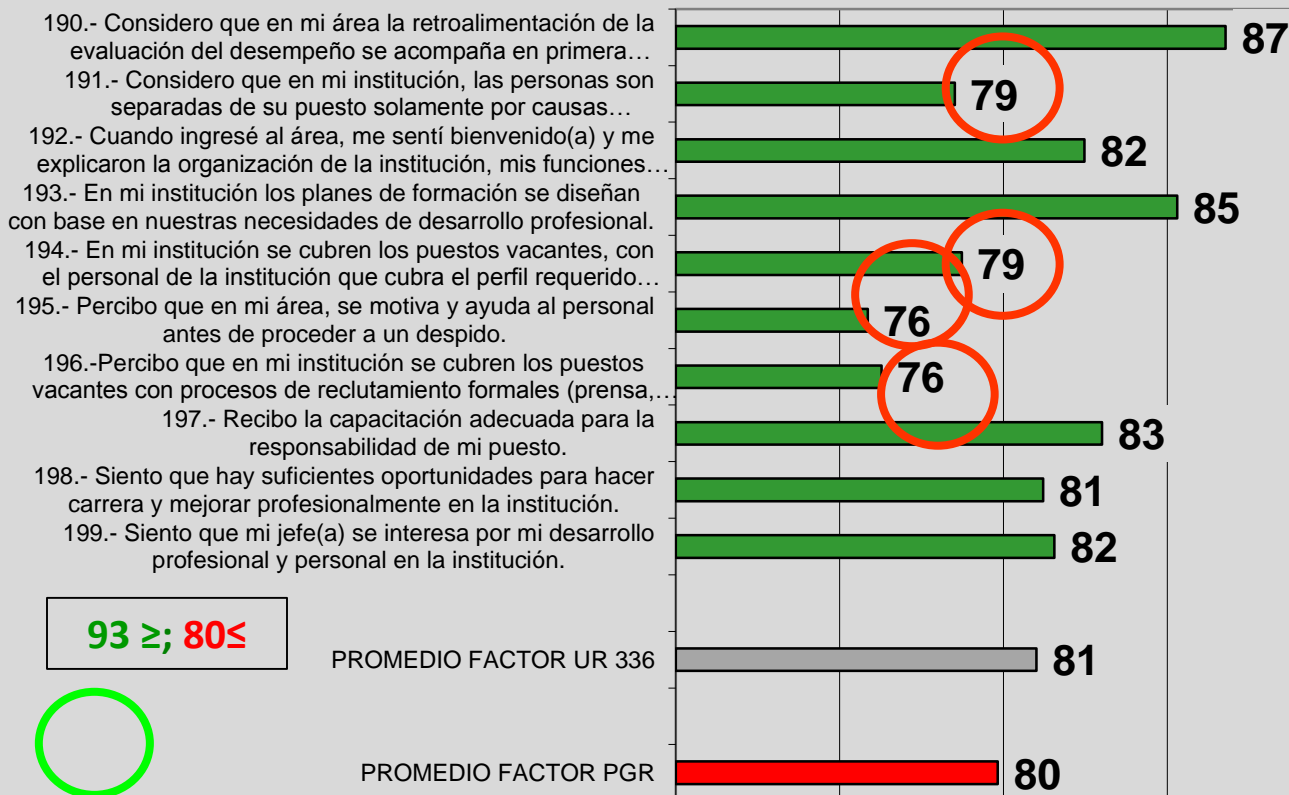 190.- Considero que en mi área la retroalimentación de la
evaluación del desempeño se acompaña en primera…
87
191.- Considero que en mi institución, las personas son
separadas de su puesto solamente por causas…
79
192.- Cuando ingresé al área, me sentí bienvenido(a) y me
explicaron la organización de la institución, mis funciones…
82
193.- En mi institución los planes de formación se diseñan
con base en nuestras necesidades de desarrollo profesional.
85
194.- En mi institución se cubren los puestos vacantes, con
el personal de la institución que cubra el perfil requerido…
79
195.- Percibo que en mi área, se motiva y ayuda al personal
antes de proceder a un despido.
76
196.-Percibo que en mi institución se cubren los puestos
vacantes con procesos de reclutamiento formales (prensa,…
76
197.- Recibo la capacitación adecuada para la
responsabilidad de mi puesto.
83
198.- Siento que hay suficientes oportunidades para hacer
carrera y mejorar profesionalmente en la institución.
81
199.- Siento que mi jefe(a) se interesa por mi desarrollo
profesional y personal en la institución.
82
93 ≥; 80≤
PROMEDIO FACTOR UR 336
81
PROMEDIO FACTOR PGR
80